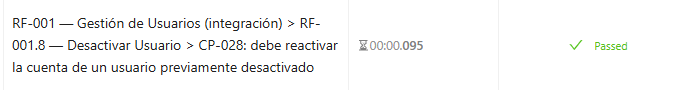 RF-001 — Gestión de Usuarios (integración) > RF-
001.8 — Desactivar Usuario > CP-028: debe reactivar
la cuenta de un usuario previamente desactivado
00:00.095
Passed